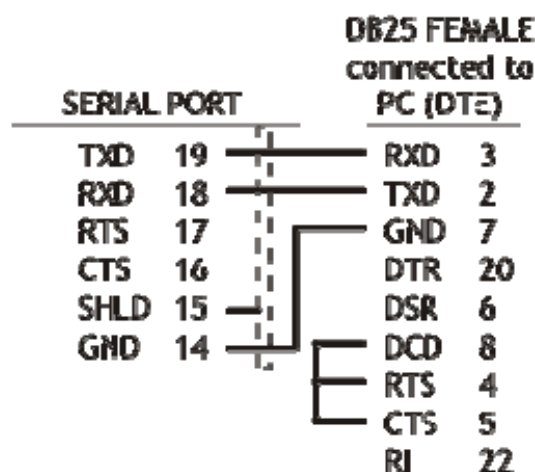 DB25 FEMALE
connected to
SERIAL PORT PC (DTE)
TXD 19 RXD 3
RXD 18 TXD 2
RTS 17 GND 7
CTS 16 DTR 20
SHLD 15 DSR 6
GND 14 DCD 8
RTS 4
CTS 5
RI 22